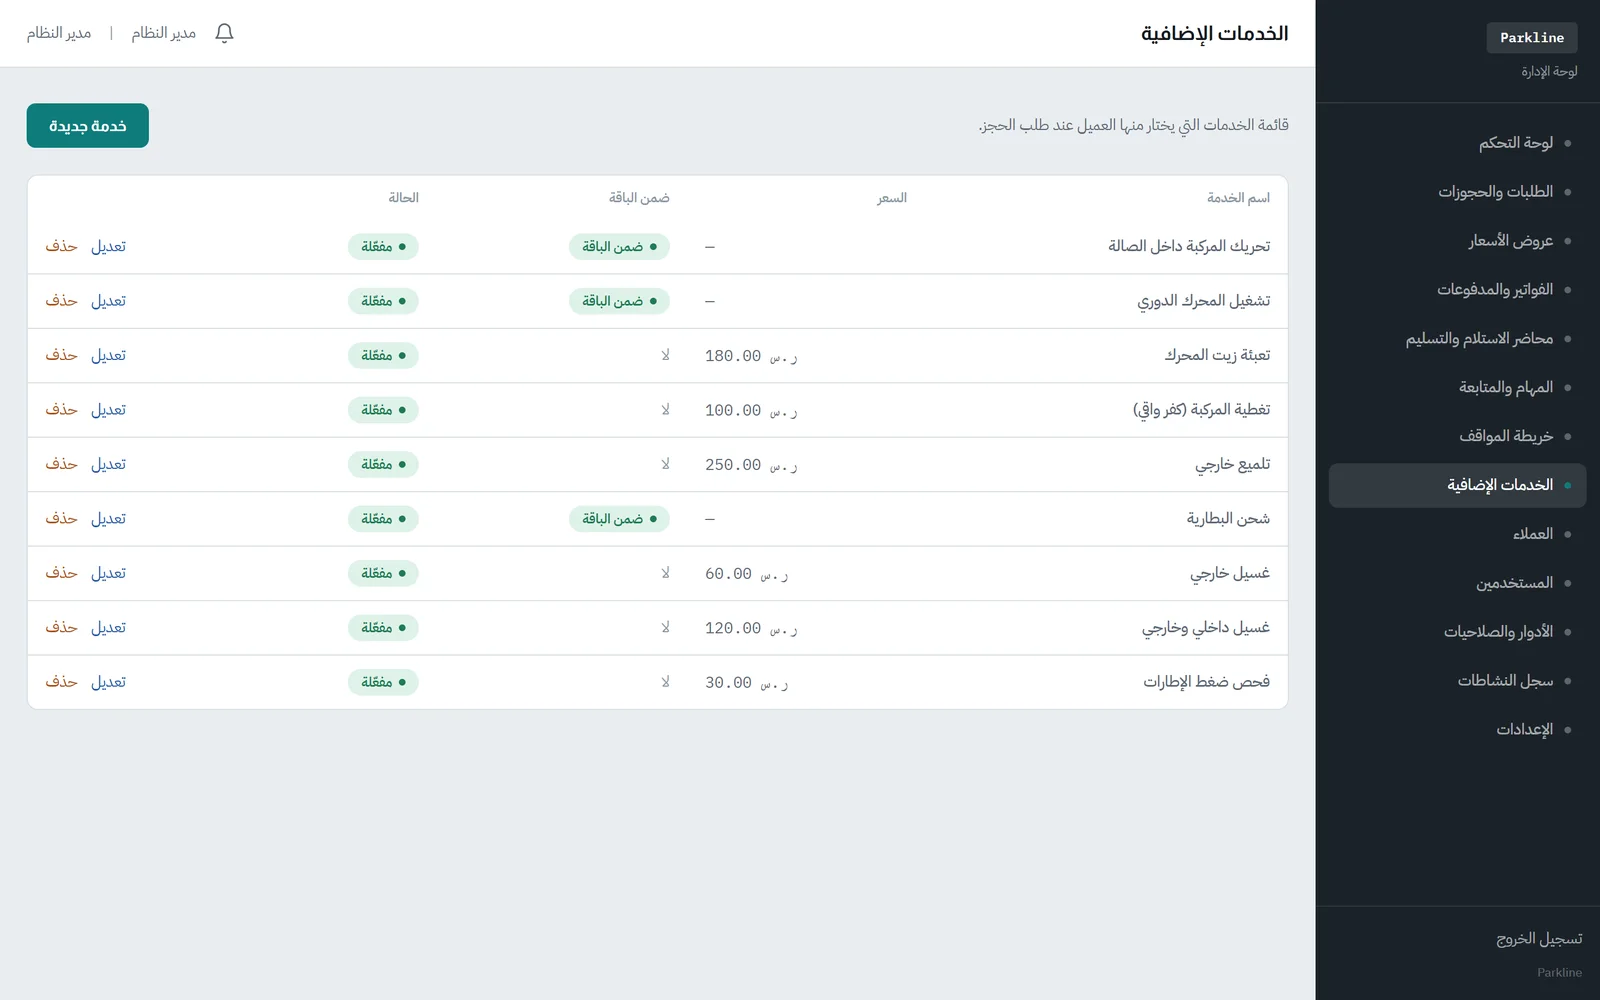 Parkline
لوحة الإدارة
لوحة التحكم
الطلبات والحجوزات
عروض الأسعار
الفواتير والمدفوعات
محاضر الاستلام والتسليم
المهام والمتابعة
خريطة المواقف
الخدمات الإضافية
العملاء
المستخدمين
الأدوار والصلاحيات
سجل النشاطات
الإعدادات
تسجيل الخروج
Parkline
الخدمات الإضافية
مدير النظام | مدير النظام
قائمة الخدمات التي يختار منها العميل عند طلب الحجز.
خدمة جديدة
اسم الخدمة السعر ضمن الباقة الحالة
تحريك المركبة داخل الصالة — ضمن الباقة مفعّلة تعديل حذف
تشغيل المحرك الدوري — ضمن الباقة مفعّلة تعديل حذف
تعبئة زيت المحرك 180.00 ر.س لا مفعّلة تعديل حذف
تغطية المركبة (كفر واقي) 100.00 ر.س لا مفعّلة تعديل حذف
تلميع خارجي 250.00 ر.س لا مفعّلة تعديل حذف
شحن البطارية — ضمن الباقة مفعّلة تعديل حذف
غسيل خارجي 60.00 ر.س لا مفعّلة تعديل حذف
غسيل داخلي وخارجي 120.00 ر.س لا مفعّلة تعديل حذف
فحص ضغط الإطارات 30.00 ر.س لا مفعّلة تعديل حذف